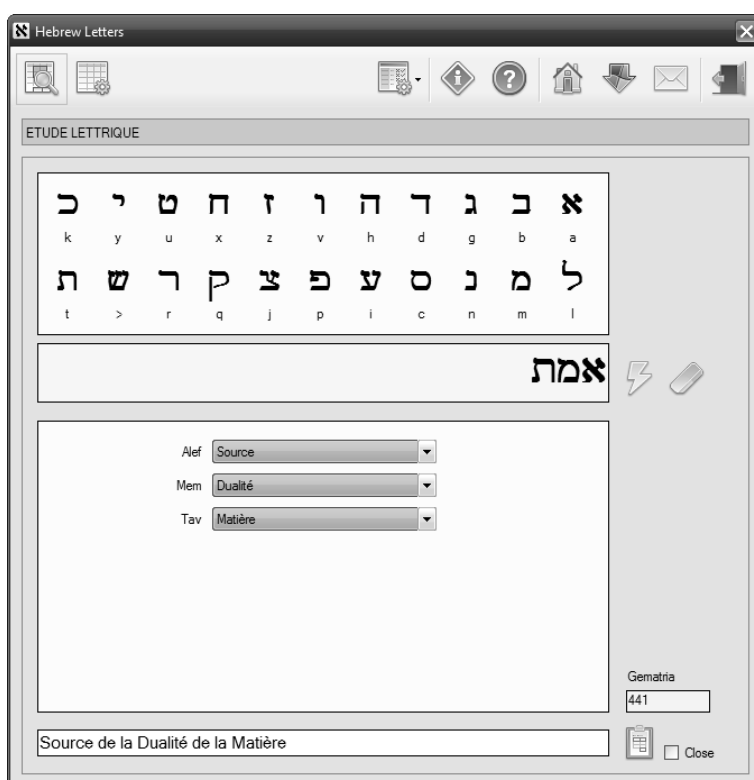 Hebrew Letters
ETUDE LETTRIQUE
א ב ג ד ה ו ז ח ט י כ
k y u x z v h d g b a
ל מ נ ס ע פ צ ק ר ש ת
t > r q j p i c n m l
אמת
Alef Source
Mem Dualité
Tav Matière
Gematria
441
Source de la Dualité de la Matière
Close